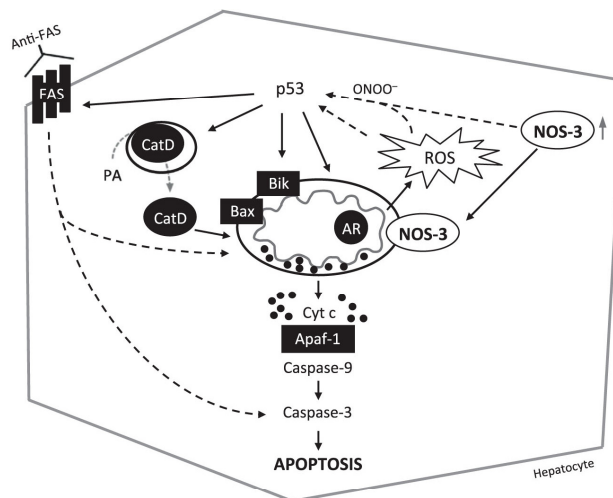 Anti-FAS
FAS
p53
ONOO⁻
NOS-3
CatD
ROS
PA
Bik
CatD
Bax
AR
NOS-3
Cyt c
Apaf-1
Caspase-9
Caspase-3
APOPTOSIS
Hepatocyte